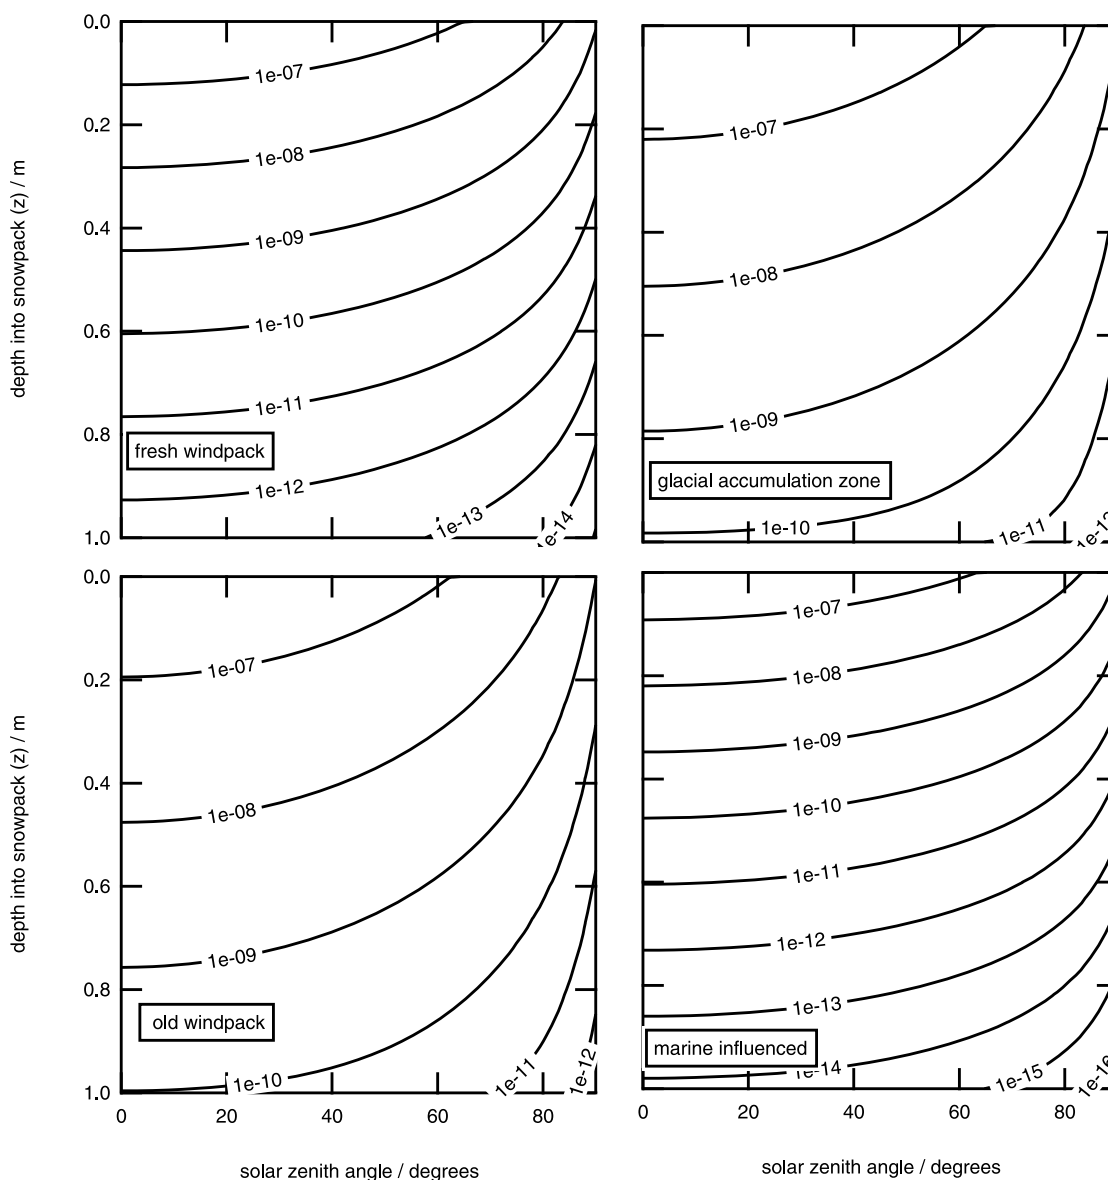 0.0
0.2
0.4
0.6
0.8
1.0
depth into snowpack (z) / m
1e-07
1e-08
1e-09
1e-10
1e-11
1e-12
1e-13
1e-14
fresh windpack
1e-07
1e-08
1e-09
1e-10
1e-11
glacial accumulation zone
0.0
0.2
0.4
0.6
0.8
1.0
depth into snowpack (z) / m
1e-07
1e-08
1e-09
1e-10
1e-11
1e-12
old windpack
0 20 40 60 80
solar zenith angle / degrees
1e-07
1e-08
1e-09
1e-10
1e-11
1e-12
1e-13
1e-14
1e-15
1e-16
marine influenced
0 20 40 60 80
solar zenith angle / degrees